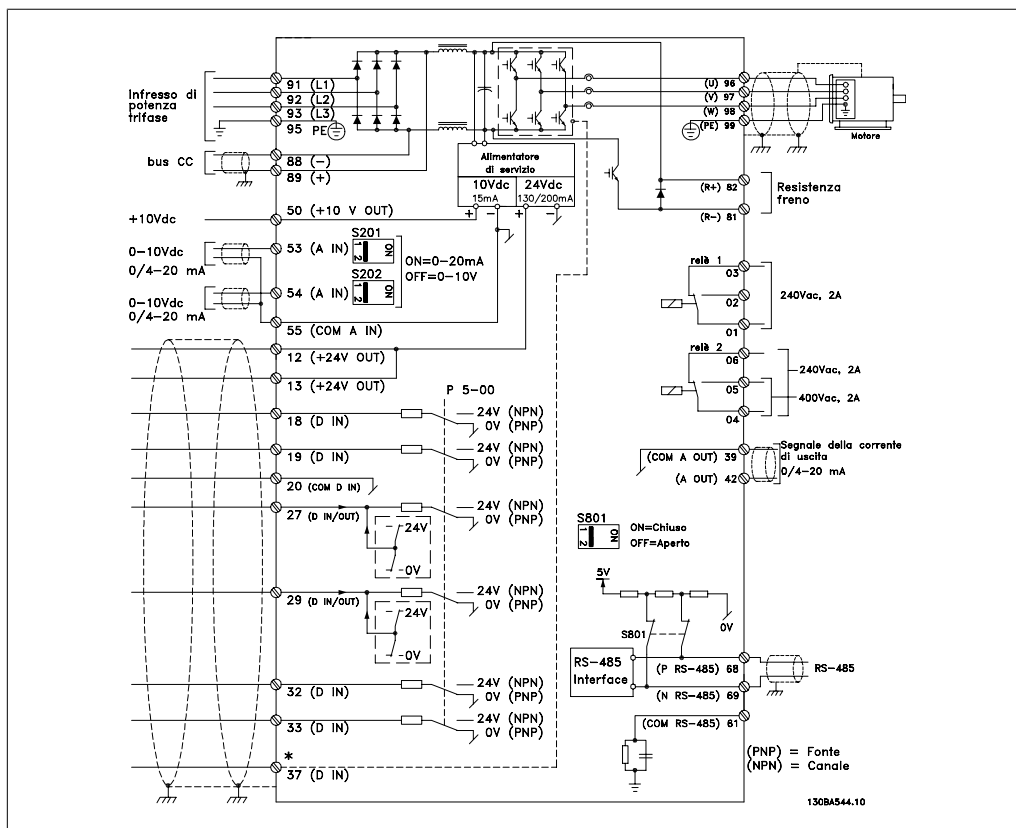 Infresso di
potenza
trifase
91 (L1)
92 (L2)
93 (L3)
95 PE
bus CC
88 (-)
89 (+)
+10Vdc
50 (+10 V OUT)
0-10Vdc
0/4-20 mA
53 (A IN)
S201
ON
1 2
ON=0-20mA
OFF=0-10V
S202
ON
1 2
0-10Vdc
0/4-20 mA
54 (A IN)
55 (COM A IN)
12 (+24V OUT)
13 (+24V OUT)
P 5-00
18 (D IN)
24V (NPN)
0V (PNP)
19 (D IN)
24V (NPN)
0V (PNP)
20 (COM D IN)
27 (D IN/OUT)
24V (NPN)
0V (PNP)
24V
0V
29 (D IN/OUT)
24V (NPN)
0V (PNP)
24V
0V
32 (D IN)
24V (NPN)
0V (PNP)
33 (D IN)
24V (NPN)
0V (PNP)
*
37 (D IN)
Alimentatore
di servizio
10Vdc
15mA
24Vdc
130/200mA
+ - + -
(U) 96
(V) 97
(W) 98
(PE) 99
Motore
(R+) 82
(R-) 81
Resistenza
freno
relè 1
03
02
01
240Vac, 2A
relè 2
06
05
04
240Vac, 2A
400Vac, 2A
(COM A OUT) 39
(A OUT) 42
Segnale della corrente
di uscita
0/4-20 mA
S801
ON
1 2
ON=Chiuso
OFF=Aperto
5V
0V
S801
RS-485
Interface
(P RS-485) 68
(N RS-485) 69
(COM RS-485) 61
RS-485
(PNP) = Fonte
(NPN) = Canale
130BA544.10